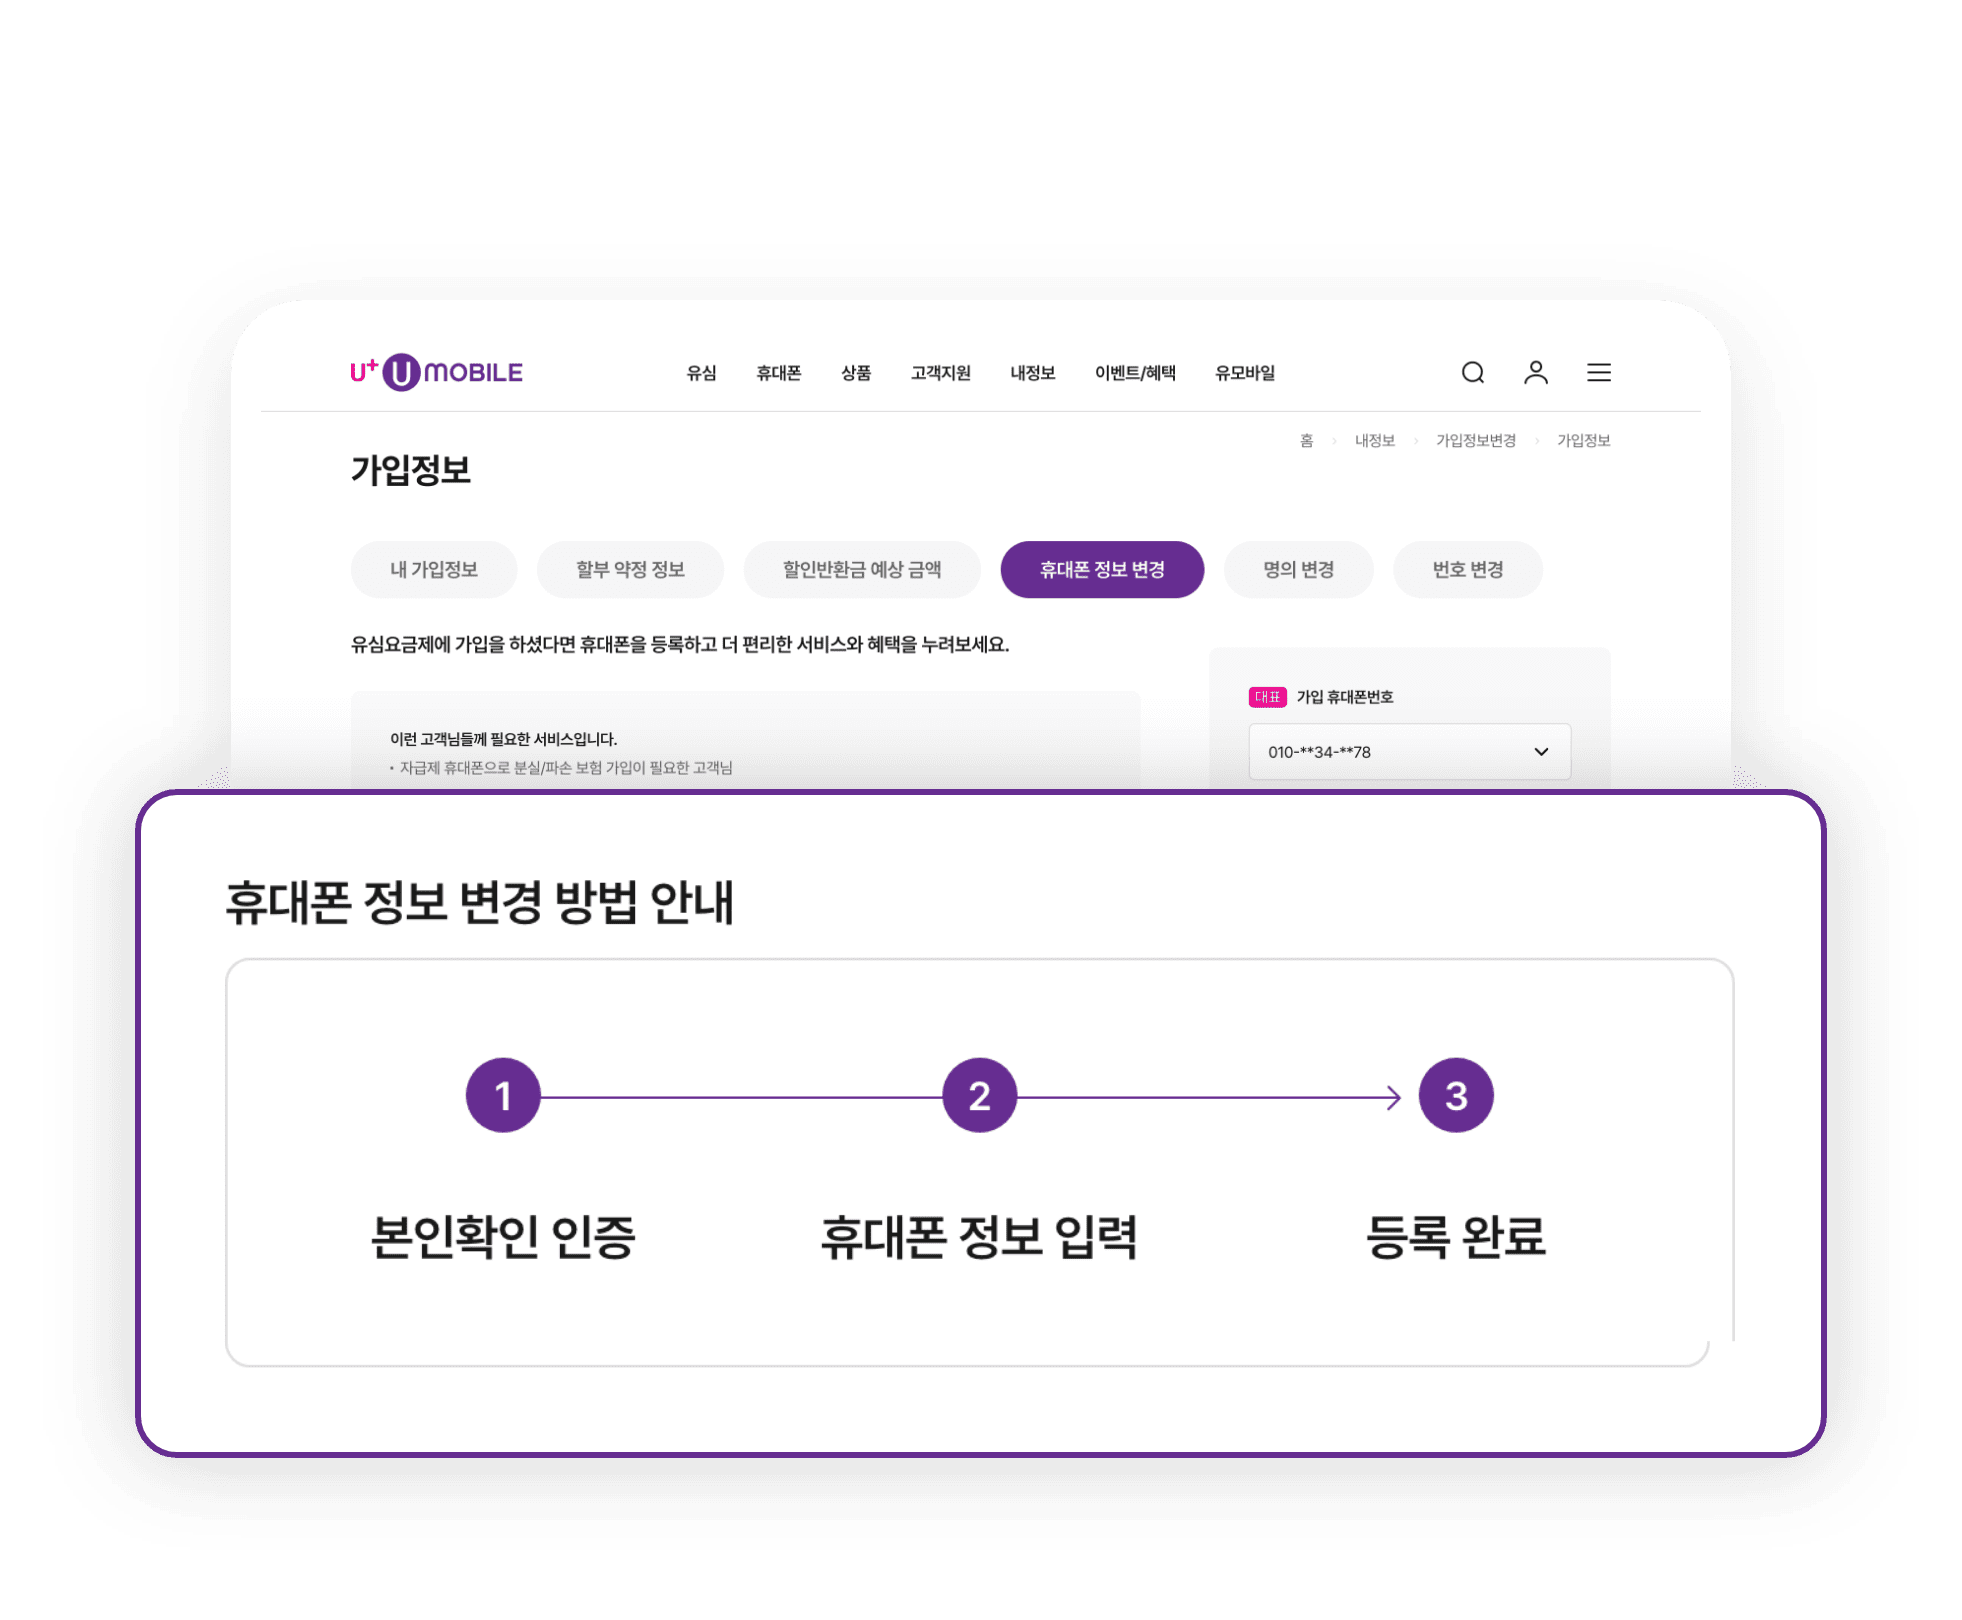 U+ U MOBILE
유심 휴대폰 상품 고객지원 내정보 이벤트/혜택 유모바일
홈 > 내정보 > 가입정보변경 > 가입정보
가입정보
내 가입정보 할부 약정 정보 할인반환금 예상 금액 휴대폰 정보 변경 명의 변경 번호 변경
유심요금제에 가입을 하셨다면 휴대폰을 등록하고 더 편리한 서비스와 혜택을 누려보세요.
이런 고객님들께 필요한 서비스입니다.
· 자급제 휴대폰으로 분실/파손 보험 가입이 필요한 고객님
대표 가입 휴대폰번호
010-**34-**78
휴대폰 정보 변경 방법 안내
1 2 3
본인확인 인증 휴대폰 정보 입력 등록 완료